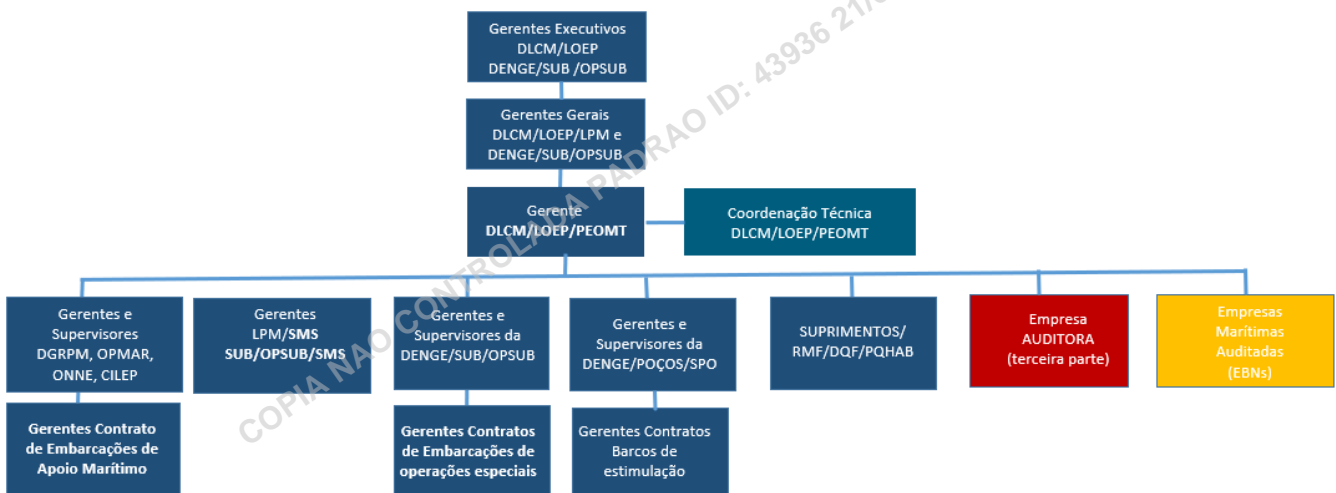 Gerentes Executivos
DLCM/LOEP
DENGE/SUB /OPSUB
Gerentes Gerais
DLCM/LOEP/LPM e
DENGE/SUB/OPSUB
Gerente
DLCM/LOEP/PEOMT
Coordenação Técnica
DLCM/LOEP/PEOMT
Gerentes e
Supervisores
DGRPM, OPMAR,
ONNE, CILEP
Gerentes
LPM/SMS
SUB/OPSUB/SMS
Gerentes e
Supervisores da
DENGE/SUB/OPSUB
Gerentes e
Supervisores da
DENGE/POÇOS/SPO
SUPRIMENTOS/
RMF/DQF/PQHAB
Empresa
AUDITORA
(terceira parte)
Empresas
Marítimas
Auditadas
(EBNs)
Gerentes Contrato
de Embarcações de
Apoio Marítimo
Gerentes Contratos
de Embarcações de
operações especiais
Gerentes Contratos
Barcos de
estimulação
COPIA NAO CONTROLADA PADRAO ID: 43936 21/